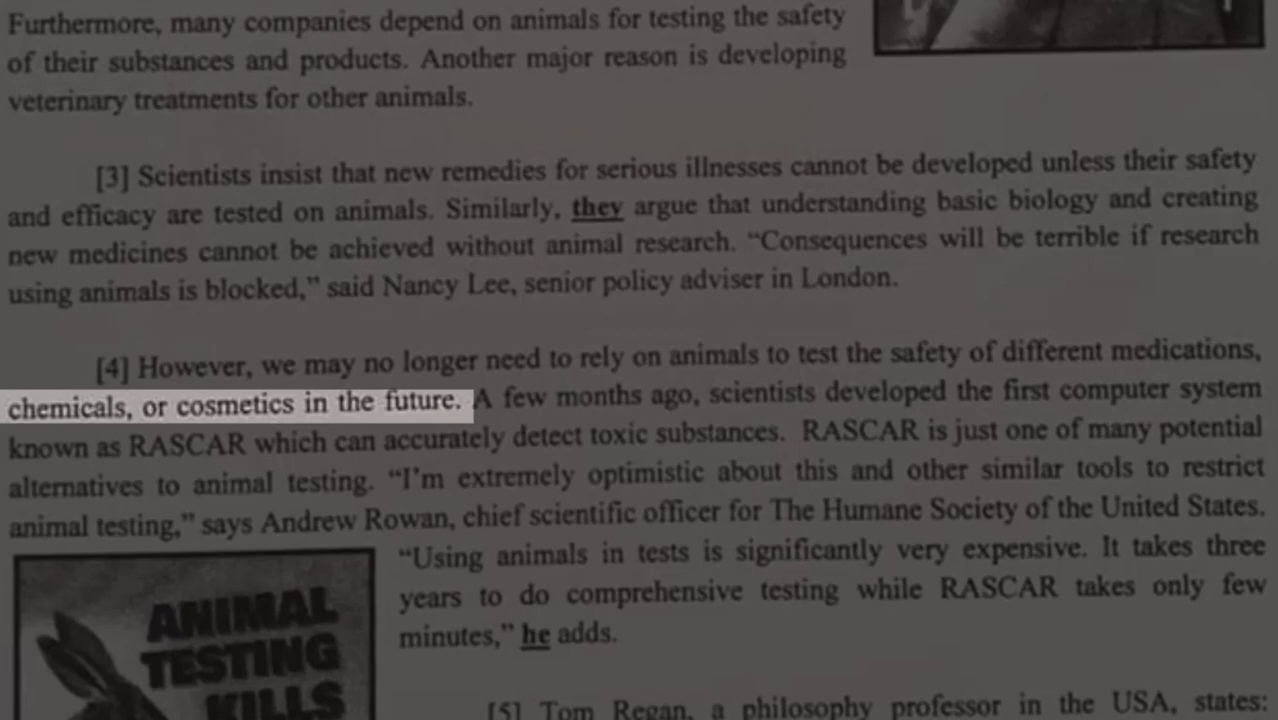 Furthermore, many companies depend on animals for testing the safety
of their substances and products. Another major reason is developing
veterinary treatments for other animals.
[3] Scientists insist that new remedies for serious illnesses cannot be developed unless their safety
and efficacy are tested on animals. Similarly, they argue that understanding basic biology and creating
new medicines cannot be achieved without animal research. “Consequences will be terrible if research
using animals is blocked,” said Nancy Lee, senior policy adviser in London.
[4] However, we may no longer need to rely on animals to test the safety of different medications,
chemicals, or cosmetics in the future. A few months ago, scientists developed the first computer system
known as RASCAR which can accurately detect toxic substances. RASCAR is just one of many potential
alternatives to animal testing. “I’m extremely optimistic about this and other similar tools to restrict
animal testing,” says Andrew Rowan, chief scientific officer for The Humane Society of the United States.
“Using animals in tests is significantly very expensive. It takes three
years to do comprehensive testing while RASCAR takes only few
minutes,” he adds.
ANIMAL
TESTING
KILLS
[5] Tom Regan, a philosophy professor in the USA, states: